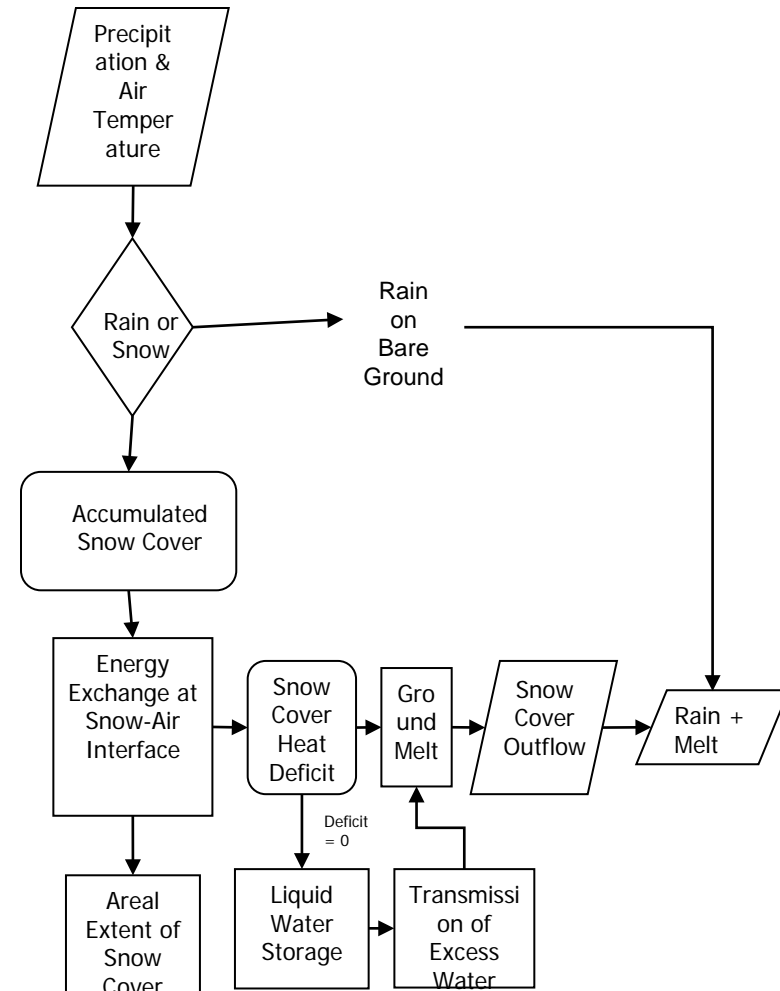 Precipit
ation &
Air
Temper
ature
Rain or
Snow
Rain
on
Bare
Ground
Accumulated
Snow Cover
Energy
Exchange at
Snow-Air
Interface
Snow
Cover
Heat
Deficit
Gro
und
Melt
Snow
Cover
Outflow
Rain +
Melt
Deficit
= 0
Areal
Extent of
Snow
Cover
Liquid
Water
Storage
Transmissi
on of
Excess
Water